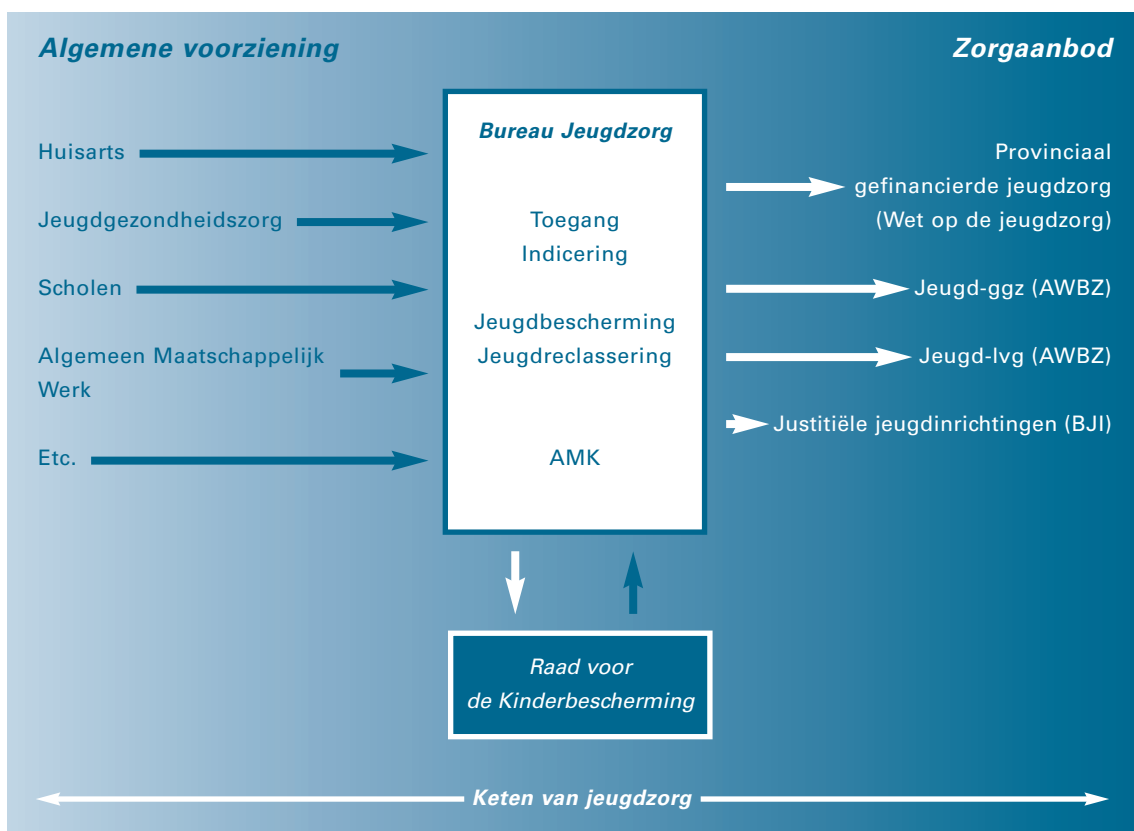 Algemene voorziening
Zorgaanbod
Bureau Jeugdzorg
Huisarts
Jeugdgezondheidszorg
Scholen
Algemeen Maatschappelijk
Werk
Etc.
Toegang
Indicering
Jeugdbescherming
Jeugdreclassering
AMK
Provinciaal
gefinancierde jeugdzorg
(Wet op de jeugdzorg)
Jeugd-ggz (AWBZ)
Jeugd-lvg (AWBZ)
Justitiële jeugdinrichtingen (BJI)
Raad voor
de Kinderbescherming
Keten van jeugdzorg